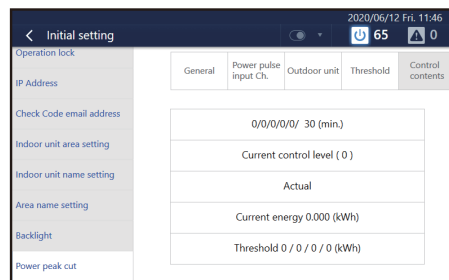 2020/06/12 Fri. 11:46
Initial setting
65
0
Operation lock
IP Address
Check Code email address
Indoor unit area setting
Indoor unit name setting
Area name setting
Backlight
Power peak cut
General
Power pulse
input Ch.
Outdoor unit
Threshold
Control
contents
0/0/0/0/0/ 30 (min.)
Current control level ( 0 )
Actual
Current energy 0.000 (kWh)
Threshold 0 / 0 / 0 / 0 (kWh)